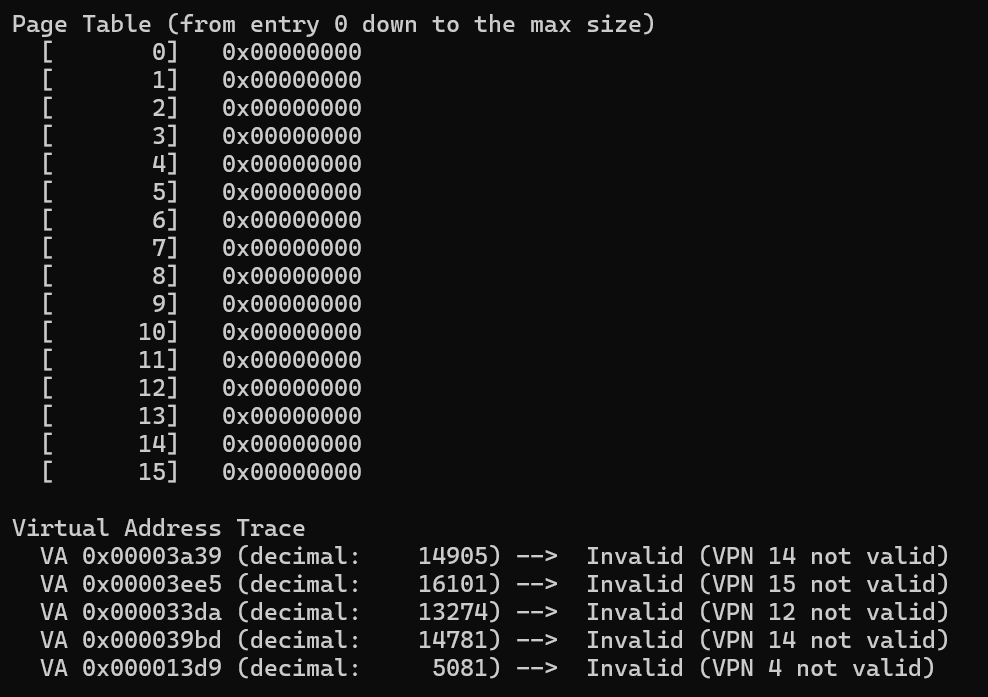 Page Table (from entry 0 down to the max size)
  [       0]   0x00000000
  [       1]   0x00000000
  [       2]   0x00000000
  [       3]   0x00000000
  [       4]   0x00000000
  [       5]   0x00000000
  [       6]   0x00000000
  [       7]   0x00000000
  [       8]   0x00000000
  [       9]   0x00000000
  [      10]   0x00000000
  [      11]   0x00000000
  [      12]   0x00000000
  [      13]   0x00000000
  [      14]   0x00000000
  [      15]   0x00000000

Virtual Address Trace
  VA 0x00003a39 (decimal:    14905) -->  Invalid (VPN 14 not valid)
  VA 0x00003ee5 (decimal:    16101) -->  Invalid (VPN 15 not valid)
  VA 0x000033da (decimal:    13274) -->  Invalid (VPN 12 not valid)
  VA 0x000039bd (decimal:    14781) -->  Invalid (VPN 14 not valid)
  VA 0x000013d9 (decimal:     5081) -->  Invalid (VPN 4 not valid)